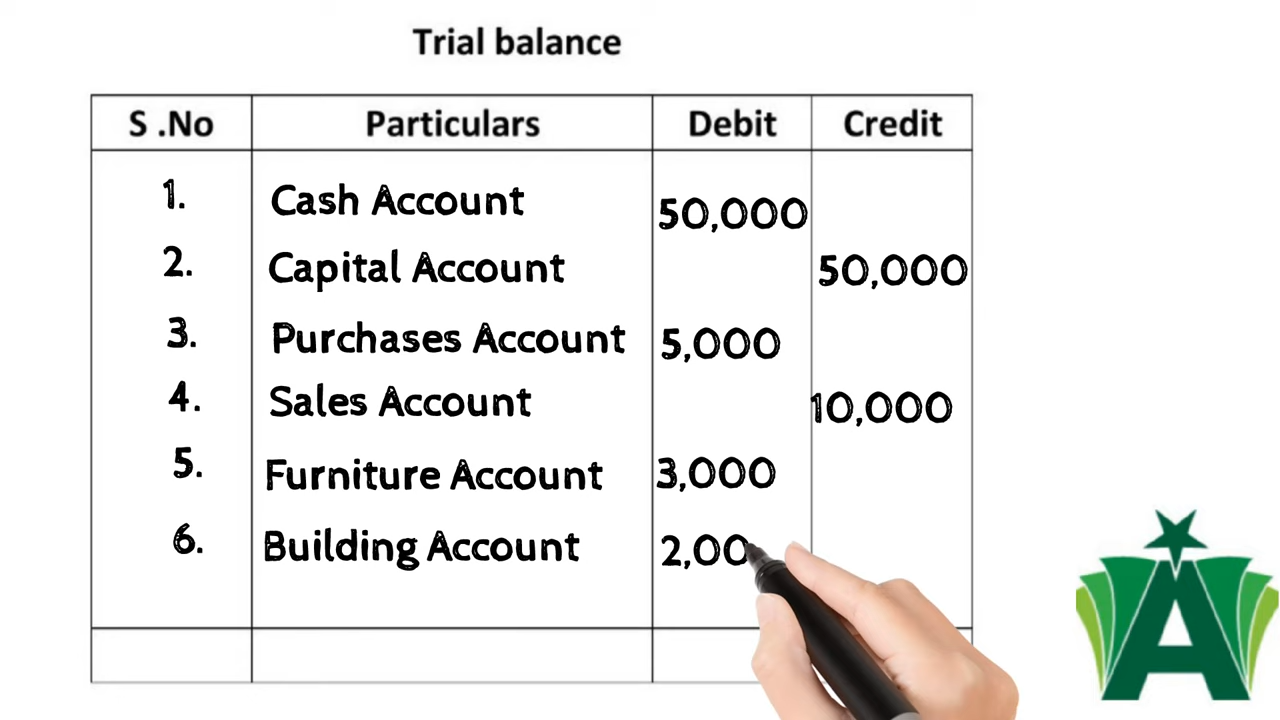 Trial balance
S .No Particulars Debit Credit
1. Cash Account 50,000
2. Capital Account 50,000
3. Purchases Account 5,000
4. Sales Account 10,000
5. Furniture Account 3,000
6. Building Account 2,00
A